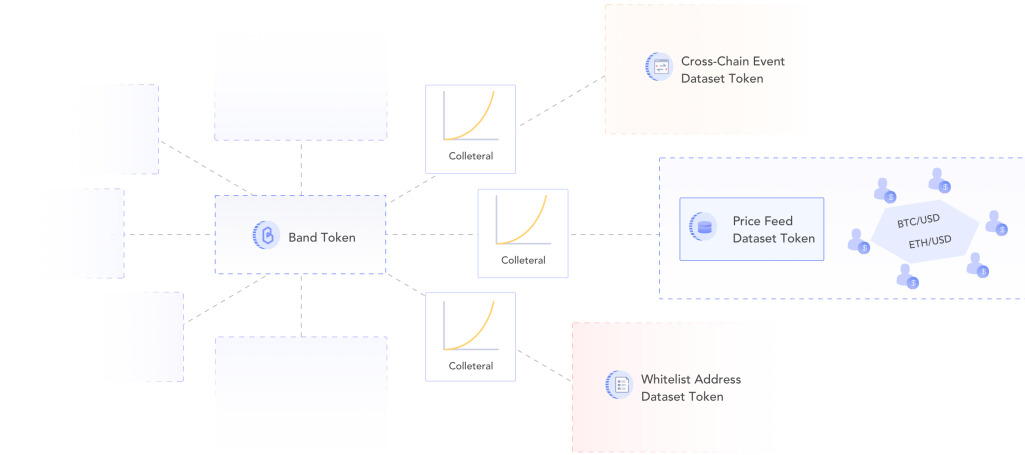 Cross-Chain Event
Dataset Token
Colleteral
Band Token
Colleteral
Price Feed
Dataset Token
BTC/USD
ETH/USD
Colleteral
Whitelist Address
Dataset Token